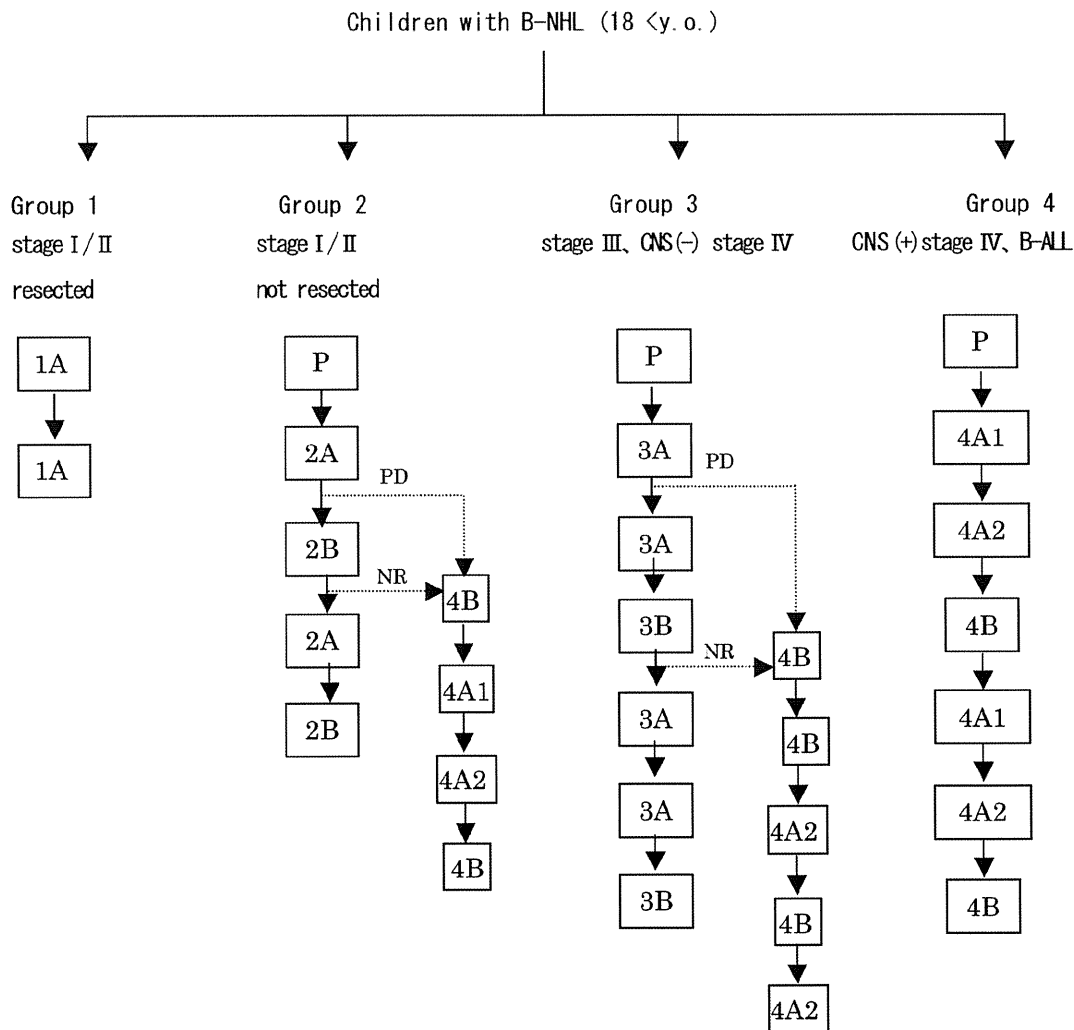 Children with B-NHL (18 <y.o.)
Group 1
stage Ⅰ/Ⅱ
resected
1A
1A
Group 2
stage Ⅰ/Ⅱ
not resected
P
2A
PD
2B
NR
4B
2A
4A1
2B
4A2
4B
Group 3
stage Ⅲ、CNS(-) stage Ⅳ
P
3A
PD
3A
3B
NR
4B
3A
4B
3A
4A2
3B
4B
4A2
Group 4
CNS(+)stage Ⅳ、B-ALL
P
4A1
4A2
4B
4A1
4A2
4B